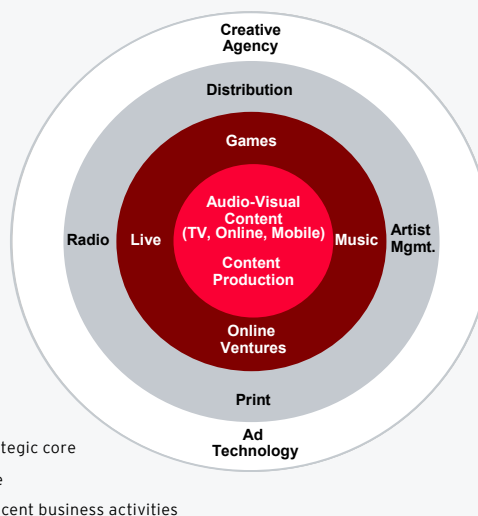 Creative
Agency
Distribution
Games
Audio-Visual
Content
(TV, Online, Mobile)
Content
Production
Radio
Live
Music
Artist
Mgmt.
Online
Ventures
Print
Ad
Technology
tegic core
e
cent business activities